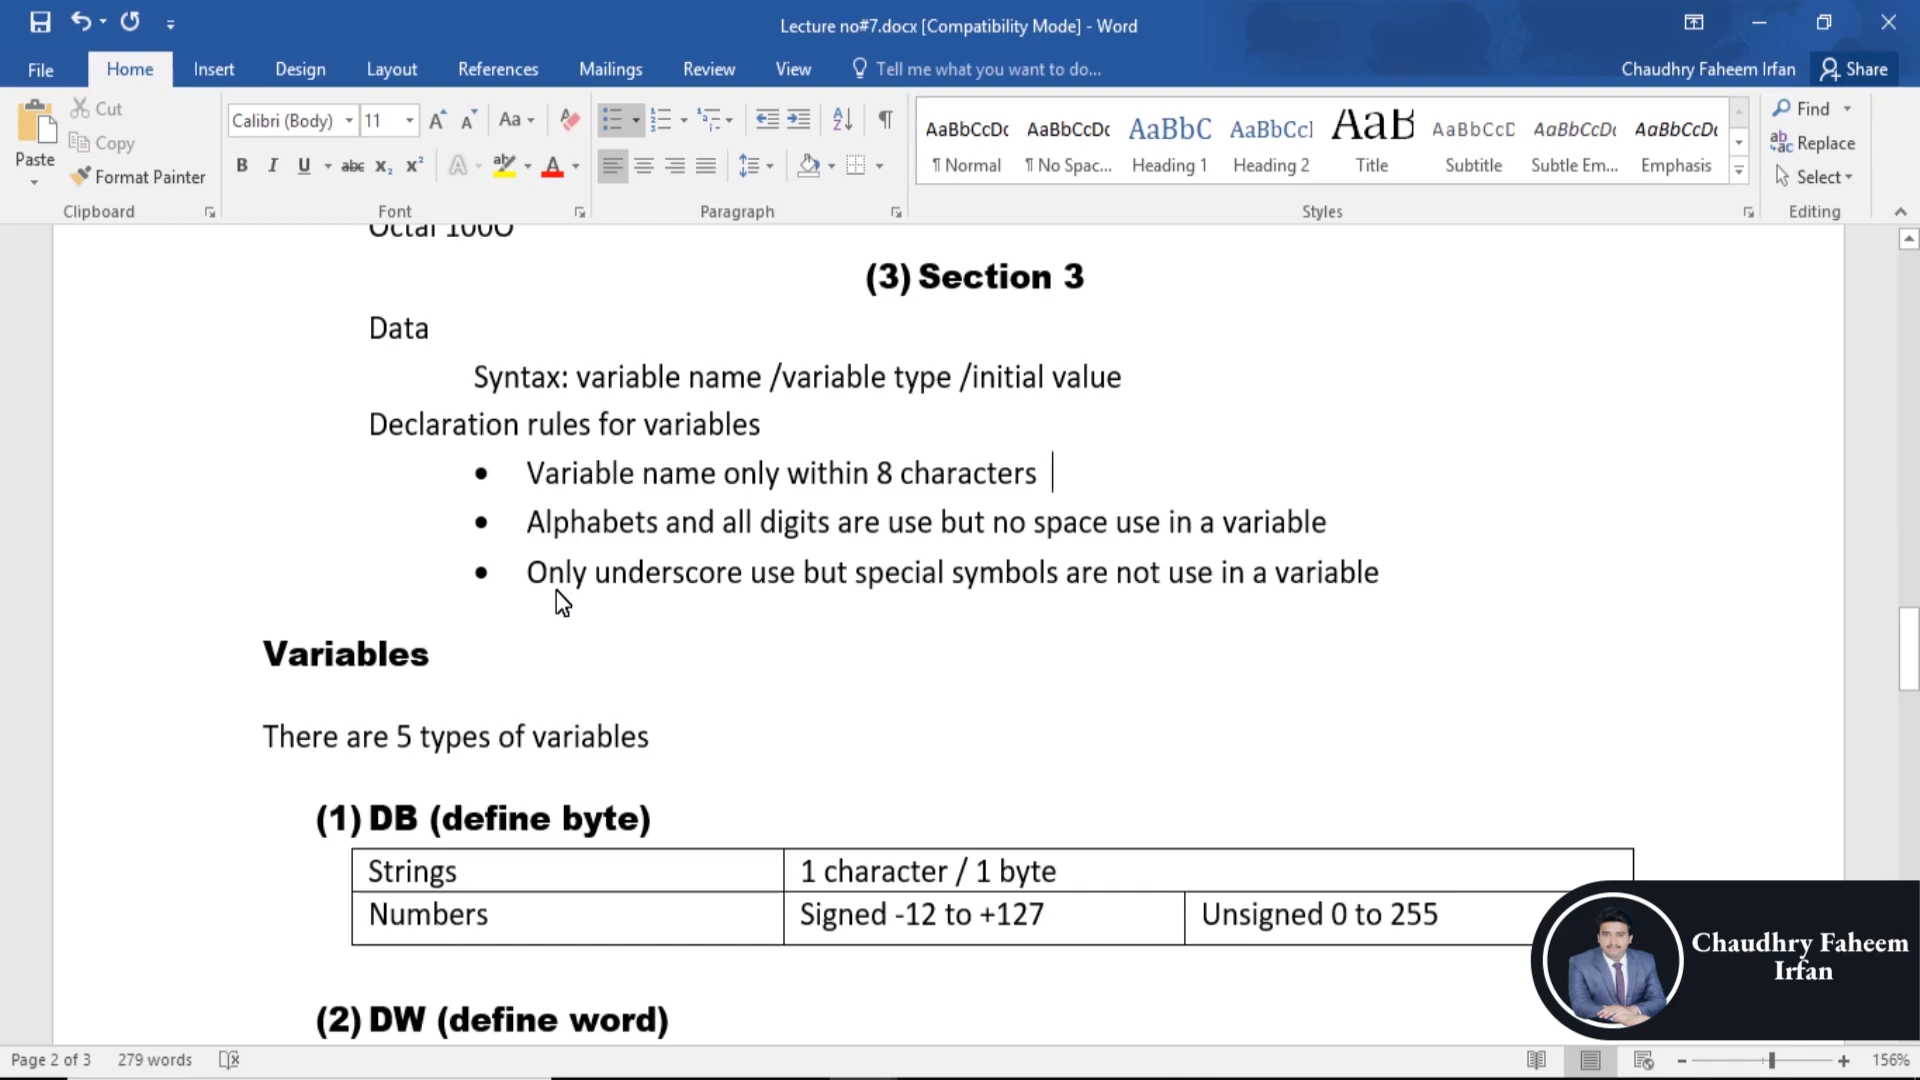 Lecture no#7.docx [Compatibility Mode] - Word
File Home Insert Design Layout References Mailings Review View Tell me what you want to do... Chaudhry Faheem Irfan Share
Paste
Cut
Copy
Format Painter
Clipboard
Calibri (Body) 11
Font
Paragraph
AaBbCcDc AaBbCcDc AaBbC AaBbCcI AaB AaBbCcD AaBbCcDc AaBbCcDc
¶ Normal ¶ No Spac... Heading 1 Heading 2 Title Subtitle Subtle Em... Emphasis
Styles
Find
Replace
Select
Editing
Octal 100O
(3) Section 3
Data
Syntax: variable name /variable type /initial value
Declaration rules for variables
• Variable name only within 8 characters
• Alphabets and all digits are use but no space use in a variable
• Only underscore use but special symbols are not use in a variable
Variables
There are 5 types of variables
(1) DB (define byte)
Strings 1 character / 1 byte
Numbers Signed -12 to +127 Unsigned 0 to 255
(2) DW (define word)
Chaudhry Faheem
Irfan
Page 2 of 3 279 words 156%